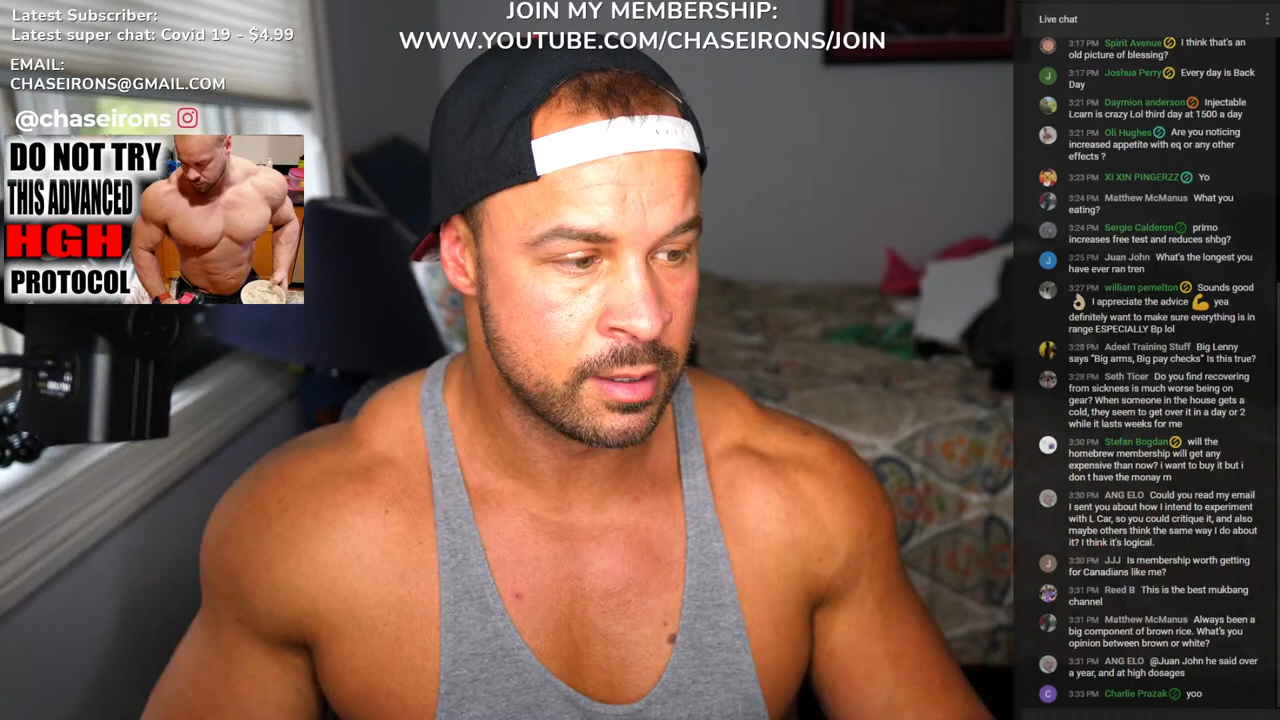 Latest Subscriber:
Latest super chat: Covid 19 - $4.99
EMAIL:
CHASEIRONS@GMAIL.COM
@chaseirons
DO NOT TRY
THIS ADVANCED
HGH
PROTOCOL
JOIN MY MEMBERSHIP:
WWW.YOUTUBE.COM/CHASEIRONS/JOIN
Live chat
3:17 PM Spirit Avenue I think that's an
old picture of blessing?
J
3:17 PM Joshua Perry Every day is Back
Day
3:21 PM Daymion anderson Injectable
Lcarn is crazy Lol third day at 1500 a day
3:21 PM Oli Hughes Are you noticing
increased appetite with eq or any other
effects ?
3:23 PM XI XIN PINGERZZ Yo
3:24 PM Matthew McManus What you
eating?
3:24 PM Sergio Calderon primo
increases free test and reduces shbg?
J
3:25 PM Juan John What's the longest you
have ever ran tren
3:27 PM william pemelton Sounds good
👌🏻 I appreciate the advice 💪 yea
definitely want to make sure everything is in
range ESPECIALLY Bp lol
3:28 PM Adeel Training Stuff Big Lenny
says “Big arms, Big pay checks” Is this true?
3:28 PM Seth Ticer Do you find recovering
from sickness is much worse being on
gear? When someone in the house gets a
cold, they seem to get over it in a day or 2
while it lasts weeks for me
3:30 PM Stefan Bogdan will the
homebrew membership will get any
expensive than now? i want to buy it but i
don t have the monay rn
3:30 PM ANG ELO Could you read my email
I sent you about how I intend to experiment
with L Car, so you could critique it, and also
maybe others think the same way I do about
it? I think it's logical.
J
3:30 PM JJJ Is membership worth getting
for Canadians like me?
3:31 PM Reed B This is the best mukbang
channel
3:31 PM Matthew McManus Always been a
big component of brown rice. What's you
opinion between brown or white?
3:31 PM ANG ELO @Juan John he said over
a year, and at high dosages
C
3:33 PM Charlie Prazak yoo